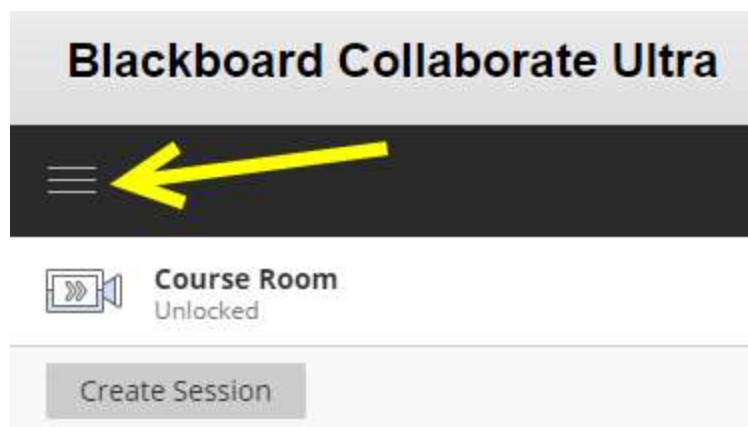 Blackboard Collaborate Ultra
Course Room
Unlocked
Create Session